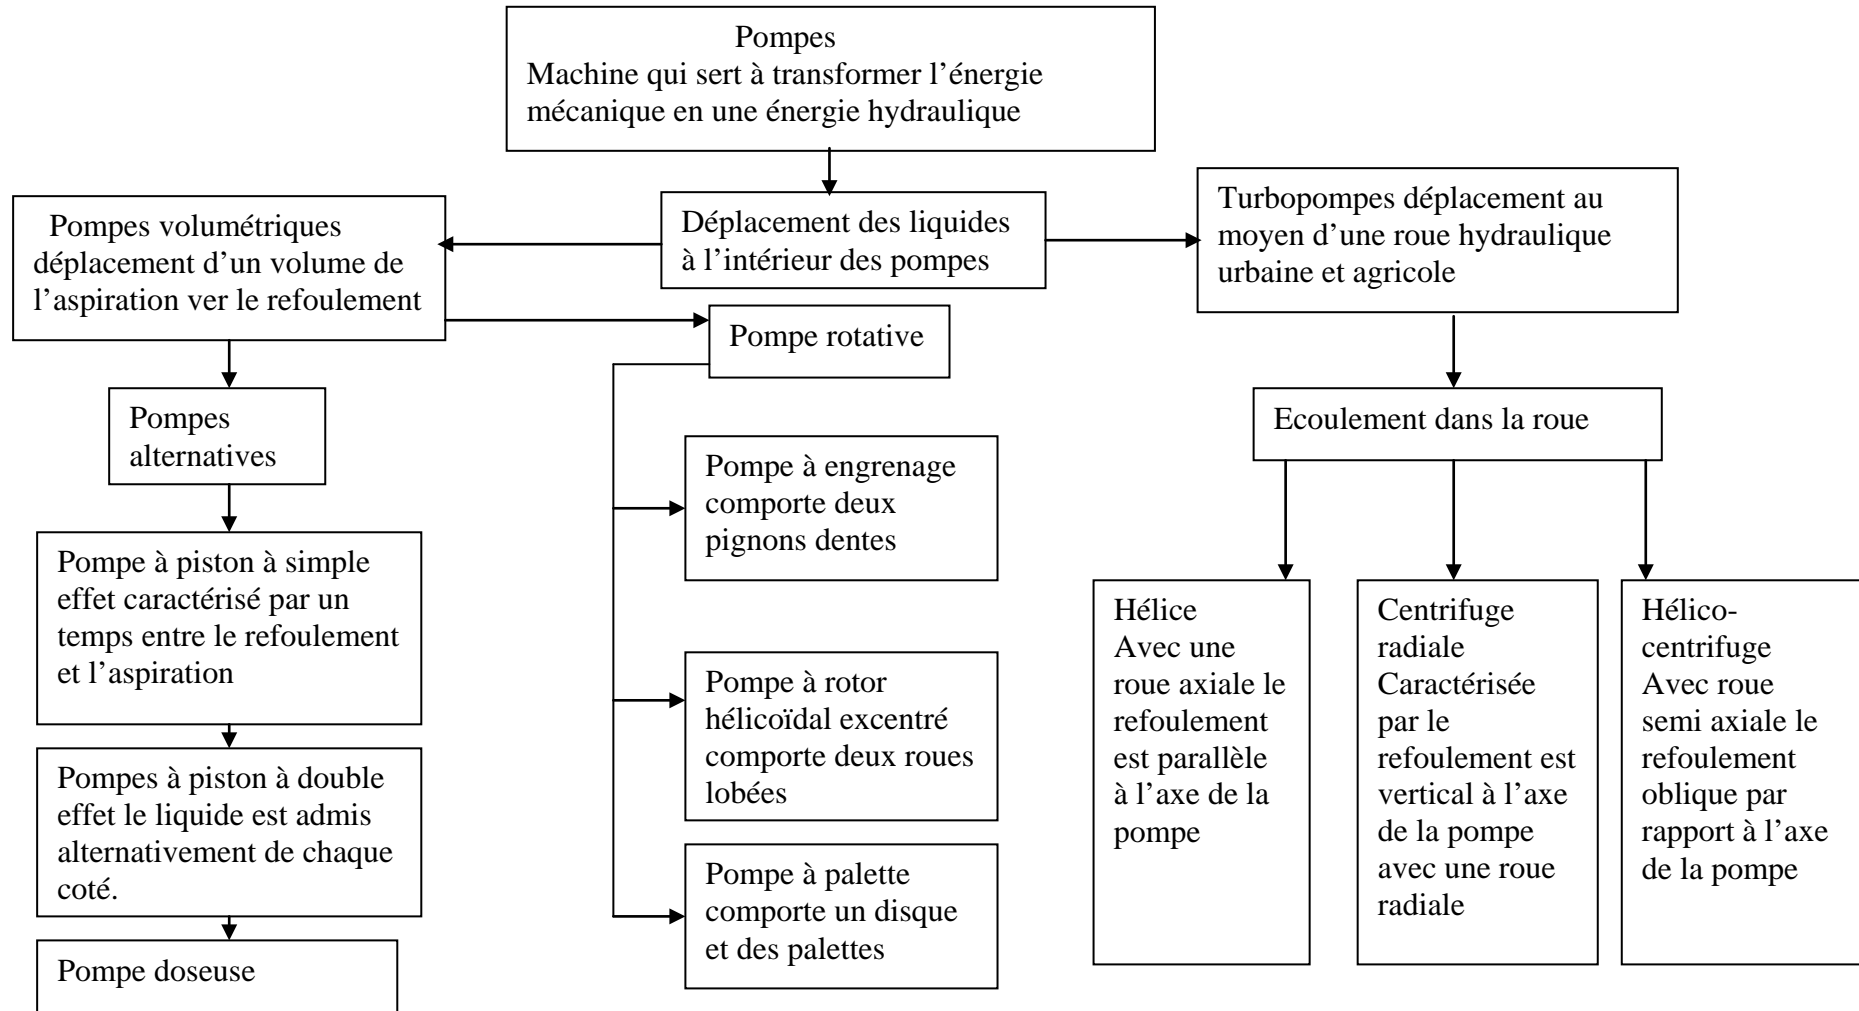 Pompes
Machine qui sert à transformer l’énergie
mécanique en une énergie hydraulique
Pompes volumétriques
déplacement d’un volume de
l’aspiration ver le refoulement
Déplacement des liquides
à l’intérieur des pompes
Turbopompes déplacement au
moyen d’une roue hydraulique
urbaine et agricole
Pompe rotative
Pompes
alternatives
Ecoulement dans la roue
Pompe à piston à simple
effet caractérisé par un
temps entre le refoulement
et l’aspiration
Pompes à piston à double
effet le liquide est admis
alternativement de chaque
coté.
Pompe doseuse
Pompe à engrenage
comporte deux
pignons dentes
Pompe à rotor
hélicoïdal excentré
comporte deux roues
lobées
Pompe à palette
comporte un disque
et des palettes
Hélice
Avec une
roue axiale le
refoulement
est parallèle
à l’axe de la
pompe
Centrifuge
radiale
Caractérisée
par le
refoulement est
vertical à l’axe
de la pompe
avec une roue
radiale
Hélico-
centrifuge
Avec roue
semi axiale le
refoulement
oblique par
rapport à l’axe
de la pompe